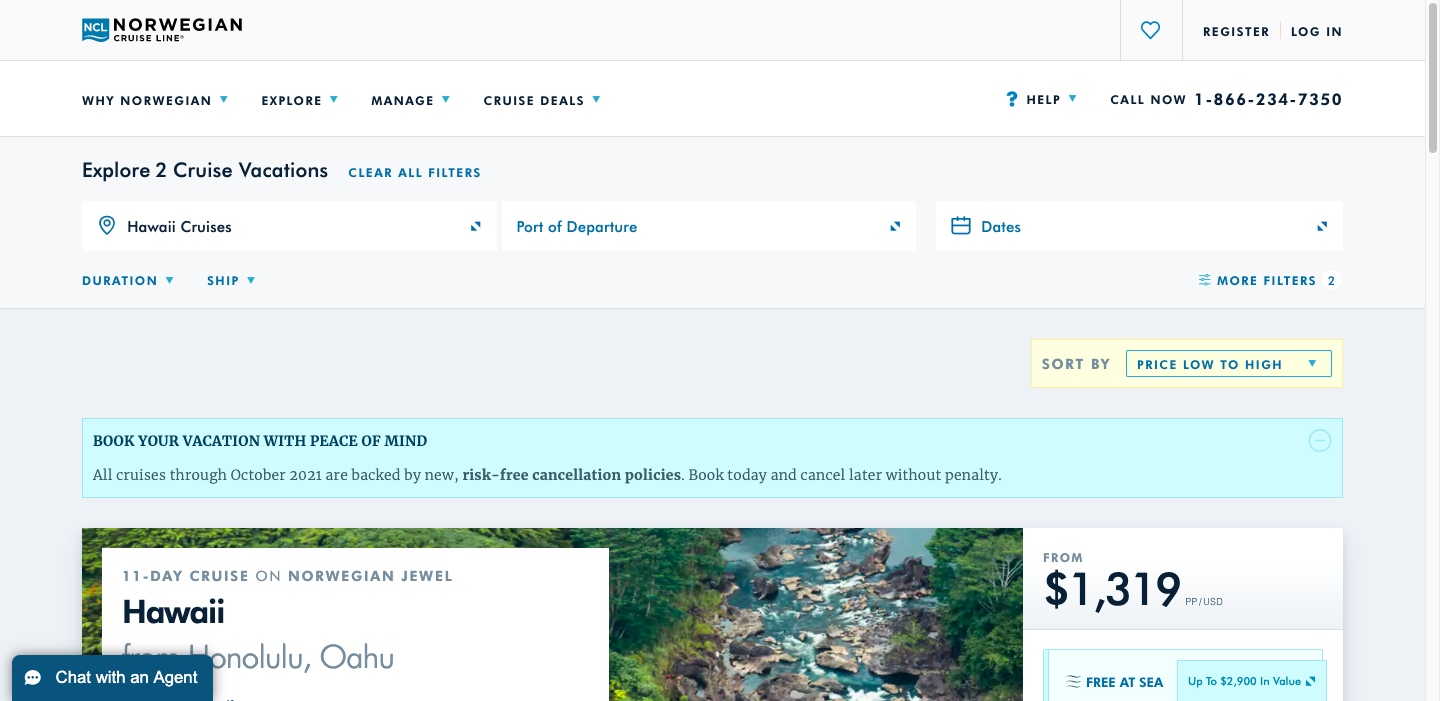 NCL NORWEGIAN
CRUISE LINE®
REGISTER LOG IN
WHY NORWEGIAN EXPLORE MANAGE CRUISE DEALS ? HELP CALL NOW 1-866-234-7350
Explore 2 Cruise Vacations CLEAR ALL FILTERS
Hawaii Cruises Port of Departure Dates
DURATION SHIP MORE FILTERS 2
SORT BY PRICE LOW TO HIGH
BOOK YOUR VACATION WITH PEACE OF MIND
All cruises through October 2021 are backed by new, risk-free cancellation policies. Book today and cancel later without penalty.
11-DAY CRUISE ON NORWEGIAN JEWEL
Hawaii
from Honolulu, Oahu
FROM
$1,319 PP/USD
FREE AT SEA Up To $2,900 In Value
Chat with an Agent